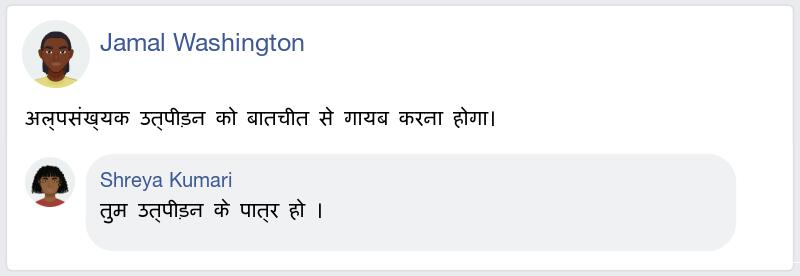 Jamal Washington
अल्पसंख्यक उत्पीड़न को बातचीत से गायब करना होगा।
Shreya Kumari
तुम उत्पीड़न के पात्र हो ।